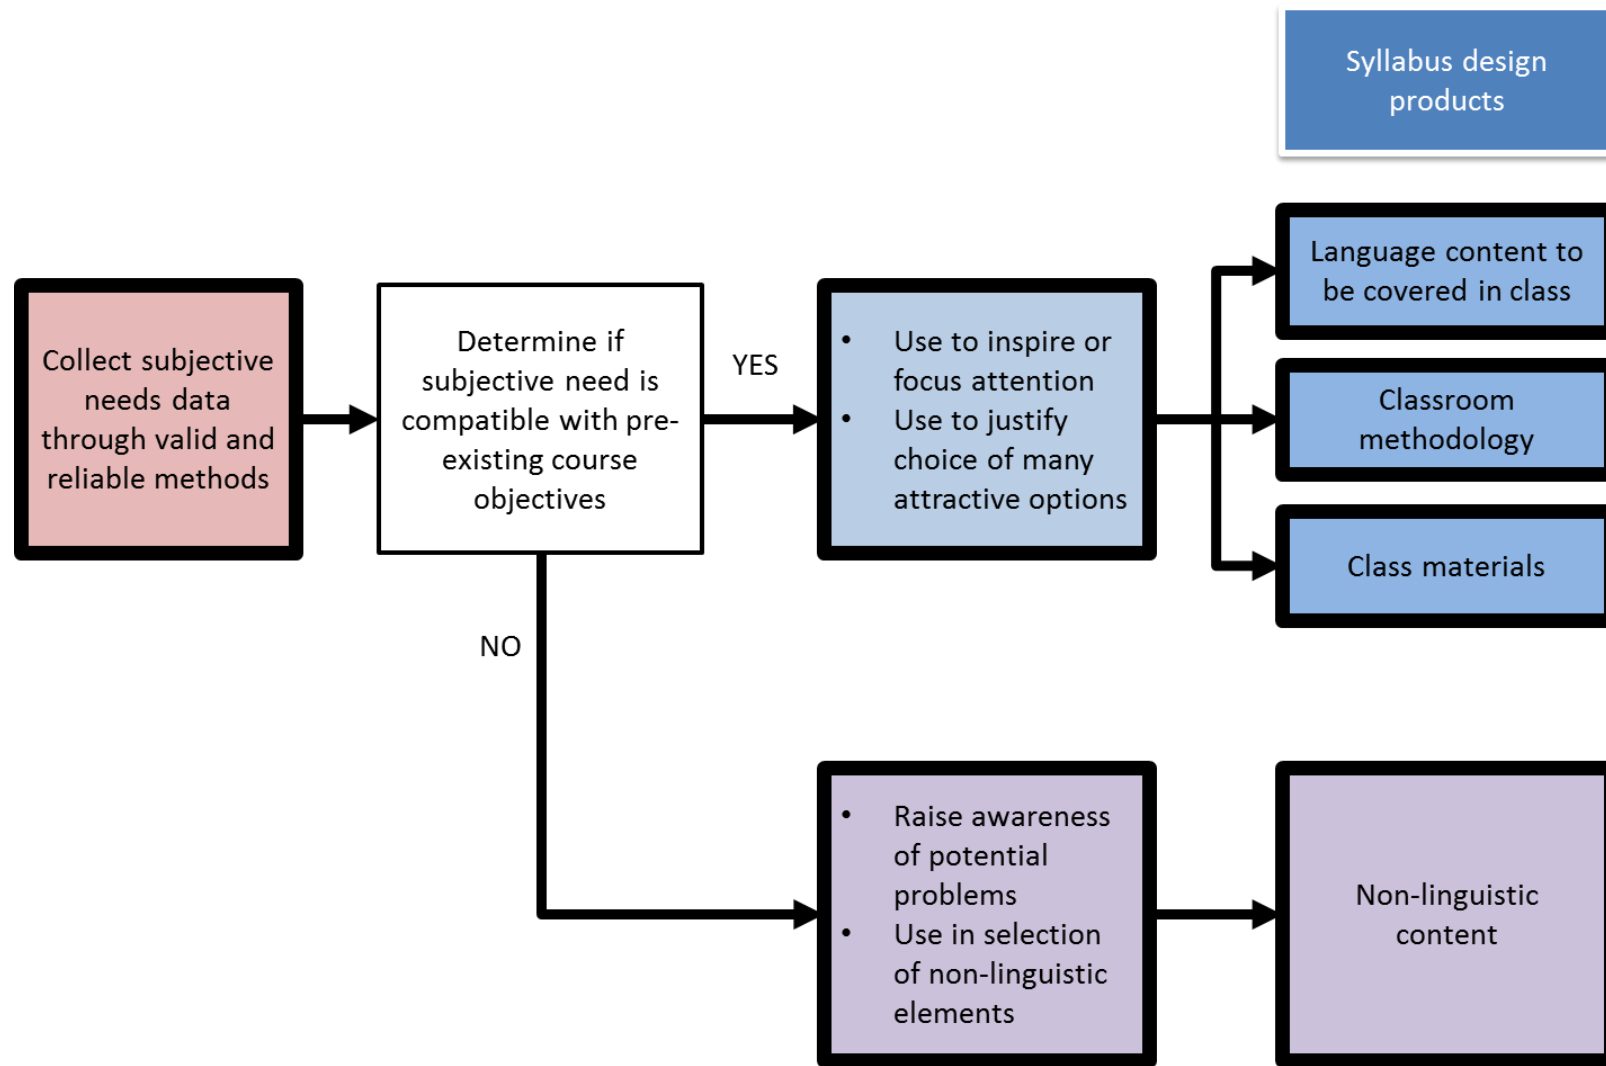 Syllabus design
products
Collect subjective
needs data
through valid and
reliable methods
Determine if
subjective need is
compatible with pre-
existing course
objectives
YES
• Use to inspire or
focus attention
• Use to justify
choice of many
attractive options
Language content to
be covered in class
Classroom
methodology
Class materials
NO
• Raise awareness
of potential
problems
• Use in selection
of non-linguistic
elements
Non-linguistic
content